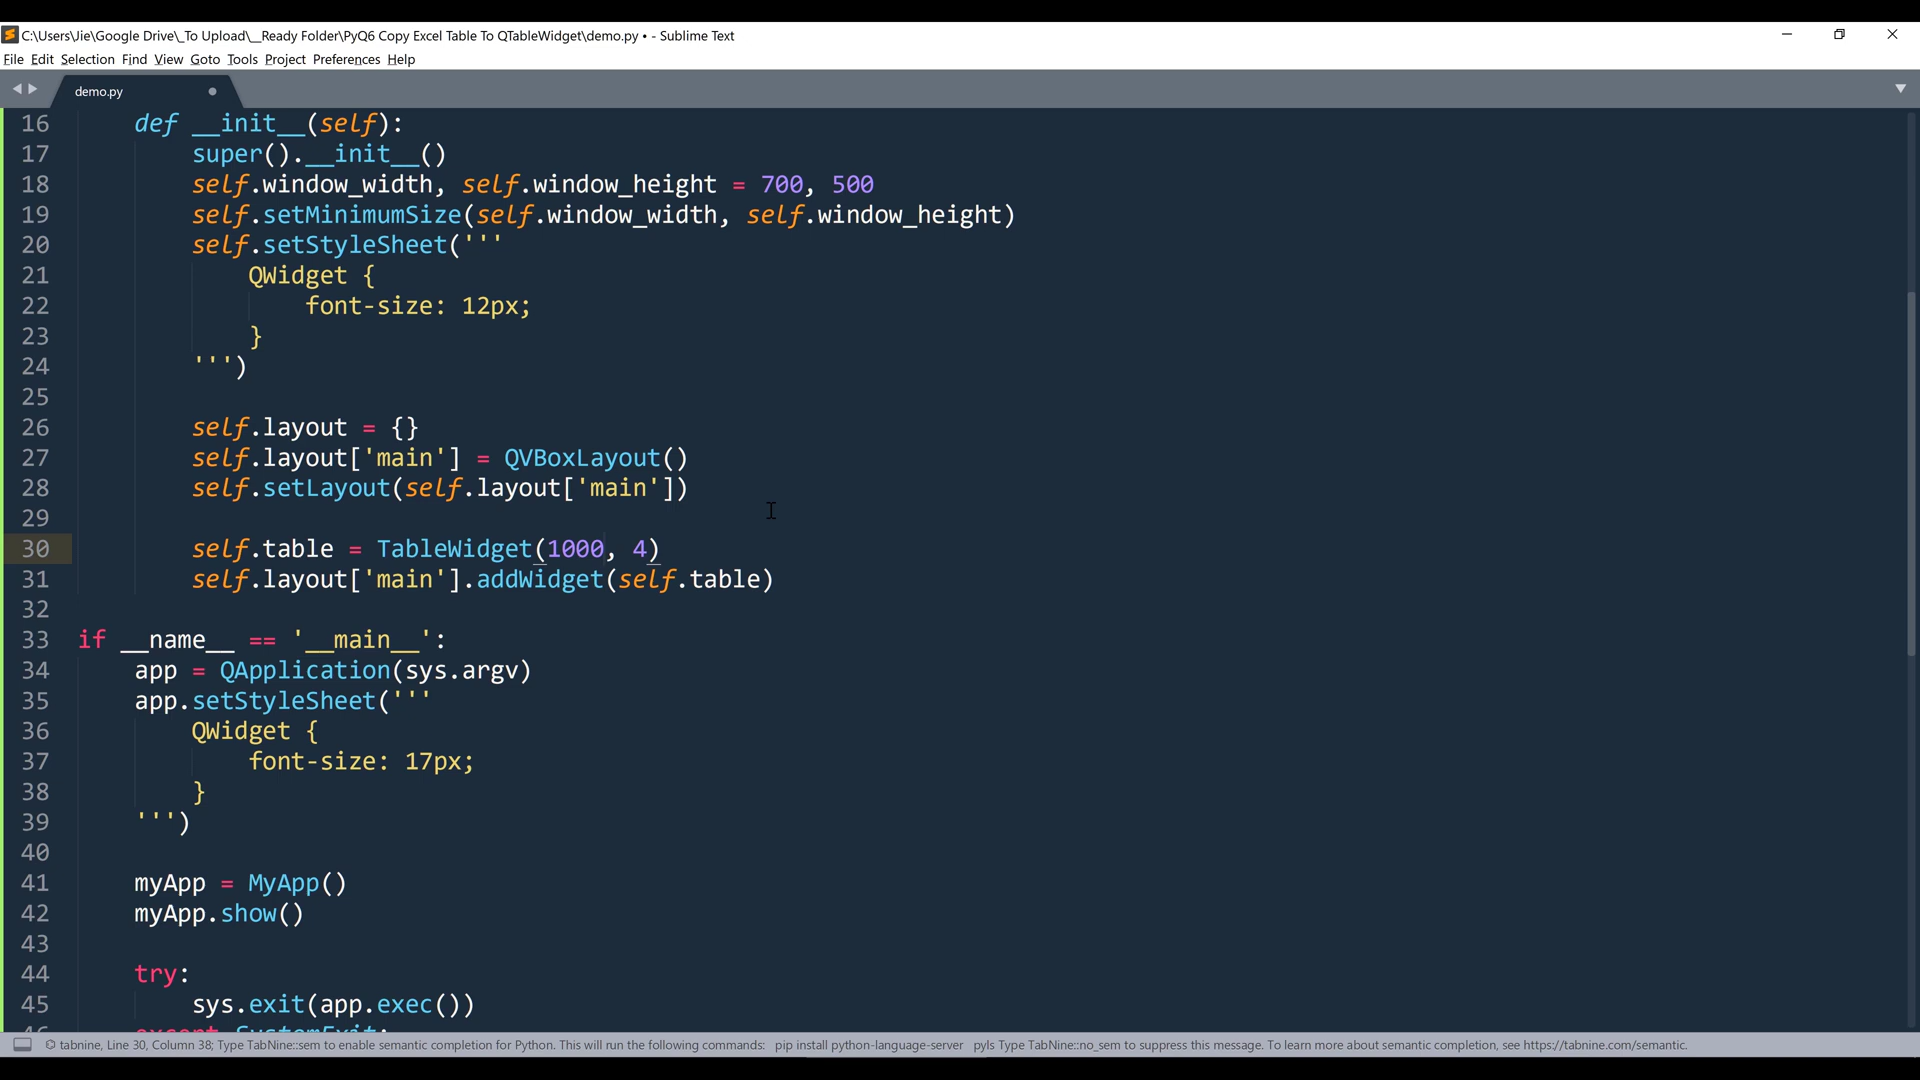 C:\Users\Jie\Google Drive\_To Upload\__Ready Folder\PyQ6 Copy Excel Table To QTableWidget\demo.py • - Sublime Text
File Edit Selection Find View Goto Tools Project Preferences Help
demo.py
16 def __init__(self):
17 super().__init__()
18 self.window_width, self.window_height = 700, 500
19 self.setMinimumSize(self.window_width, self.window_height)
20 self.setStyleSheet('''
21 QWidget {
22 font-size: 12px;
23 }
24 ''')
25
26 self.layout = {}
27 self.layout['main'] = QVBoxLayout()
28 self.setLayout(self.layout['main'])
29
30 self.table = TableWidget(1000, 4)
31 self.layout['main'].addWidget(self.table)
32
33 if __name__ == '__main__':
34 app = QApplication(sys.argv)
35 app.setStyleSheet('''
36 QWidget {
37 font-size: 17px;
38 }
39 ''')
40
41 myApp = MyApp()
42 myApp.show()
43
44 try:
45 sys.exit(app.exec())
46 except SystemExit:
tabnine, Line 30, Column 38; Type TabNine::sem to enable semantic completion for Python. This will run the following commands: pip install python-language-server pyls Type TabNine::no_sem to suppress this message. To learn more about semantic completion, see https://tabnine.com/semantic.